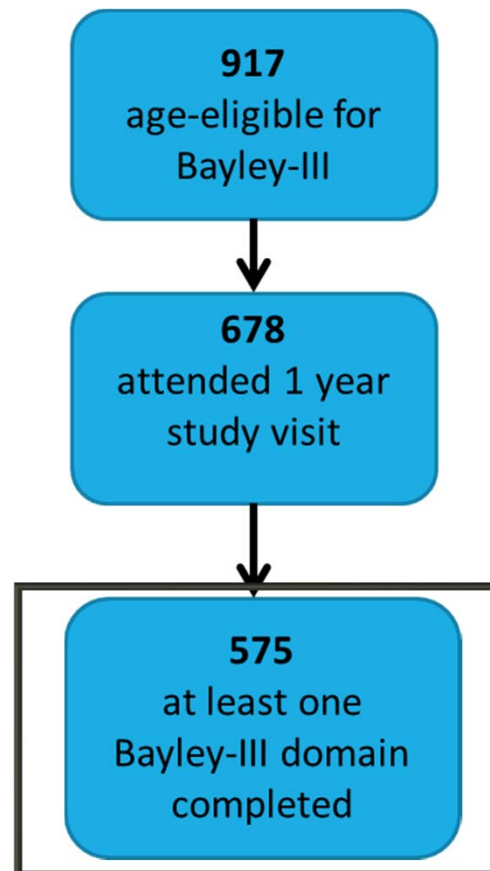 917
age-eligible for
Bayley-III
678
attended 1 year
study visit
575
at least one
Bayley-III domain
completed